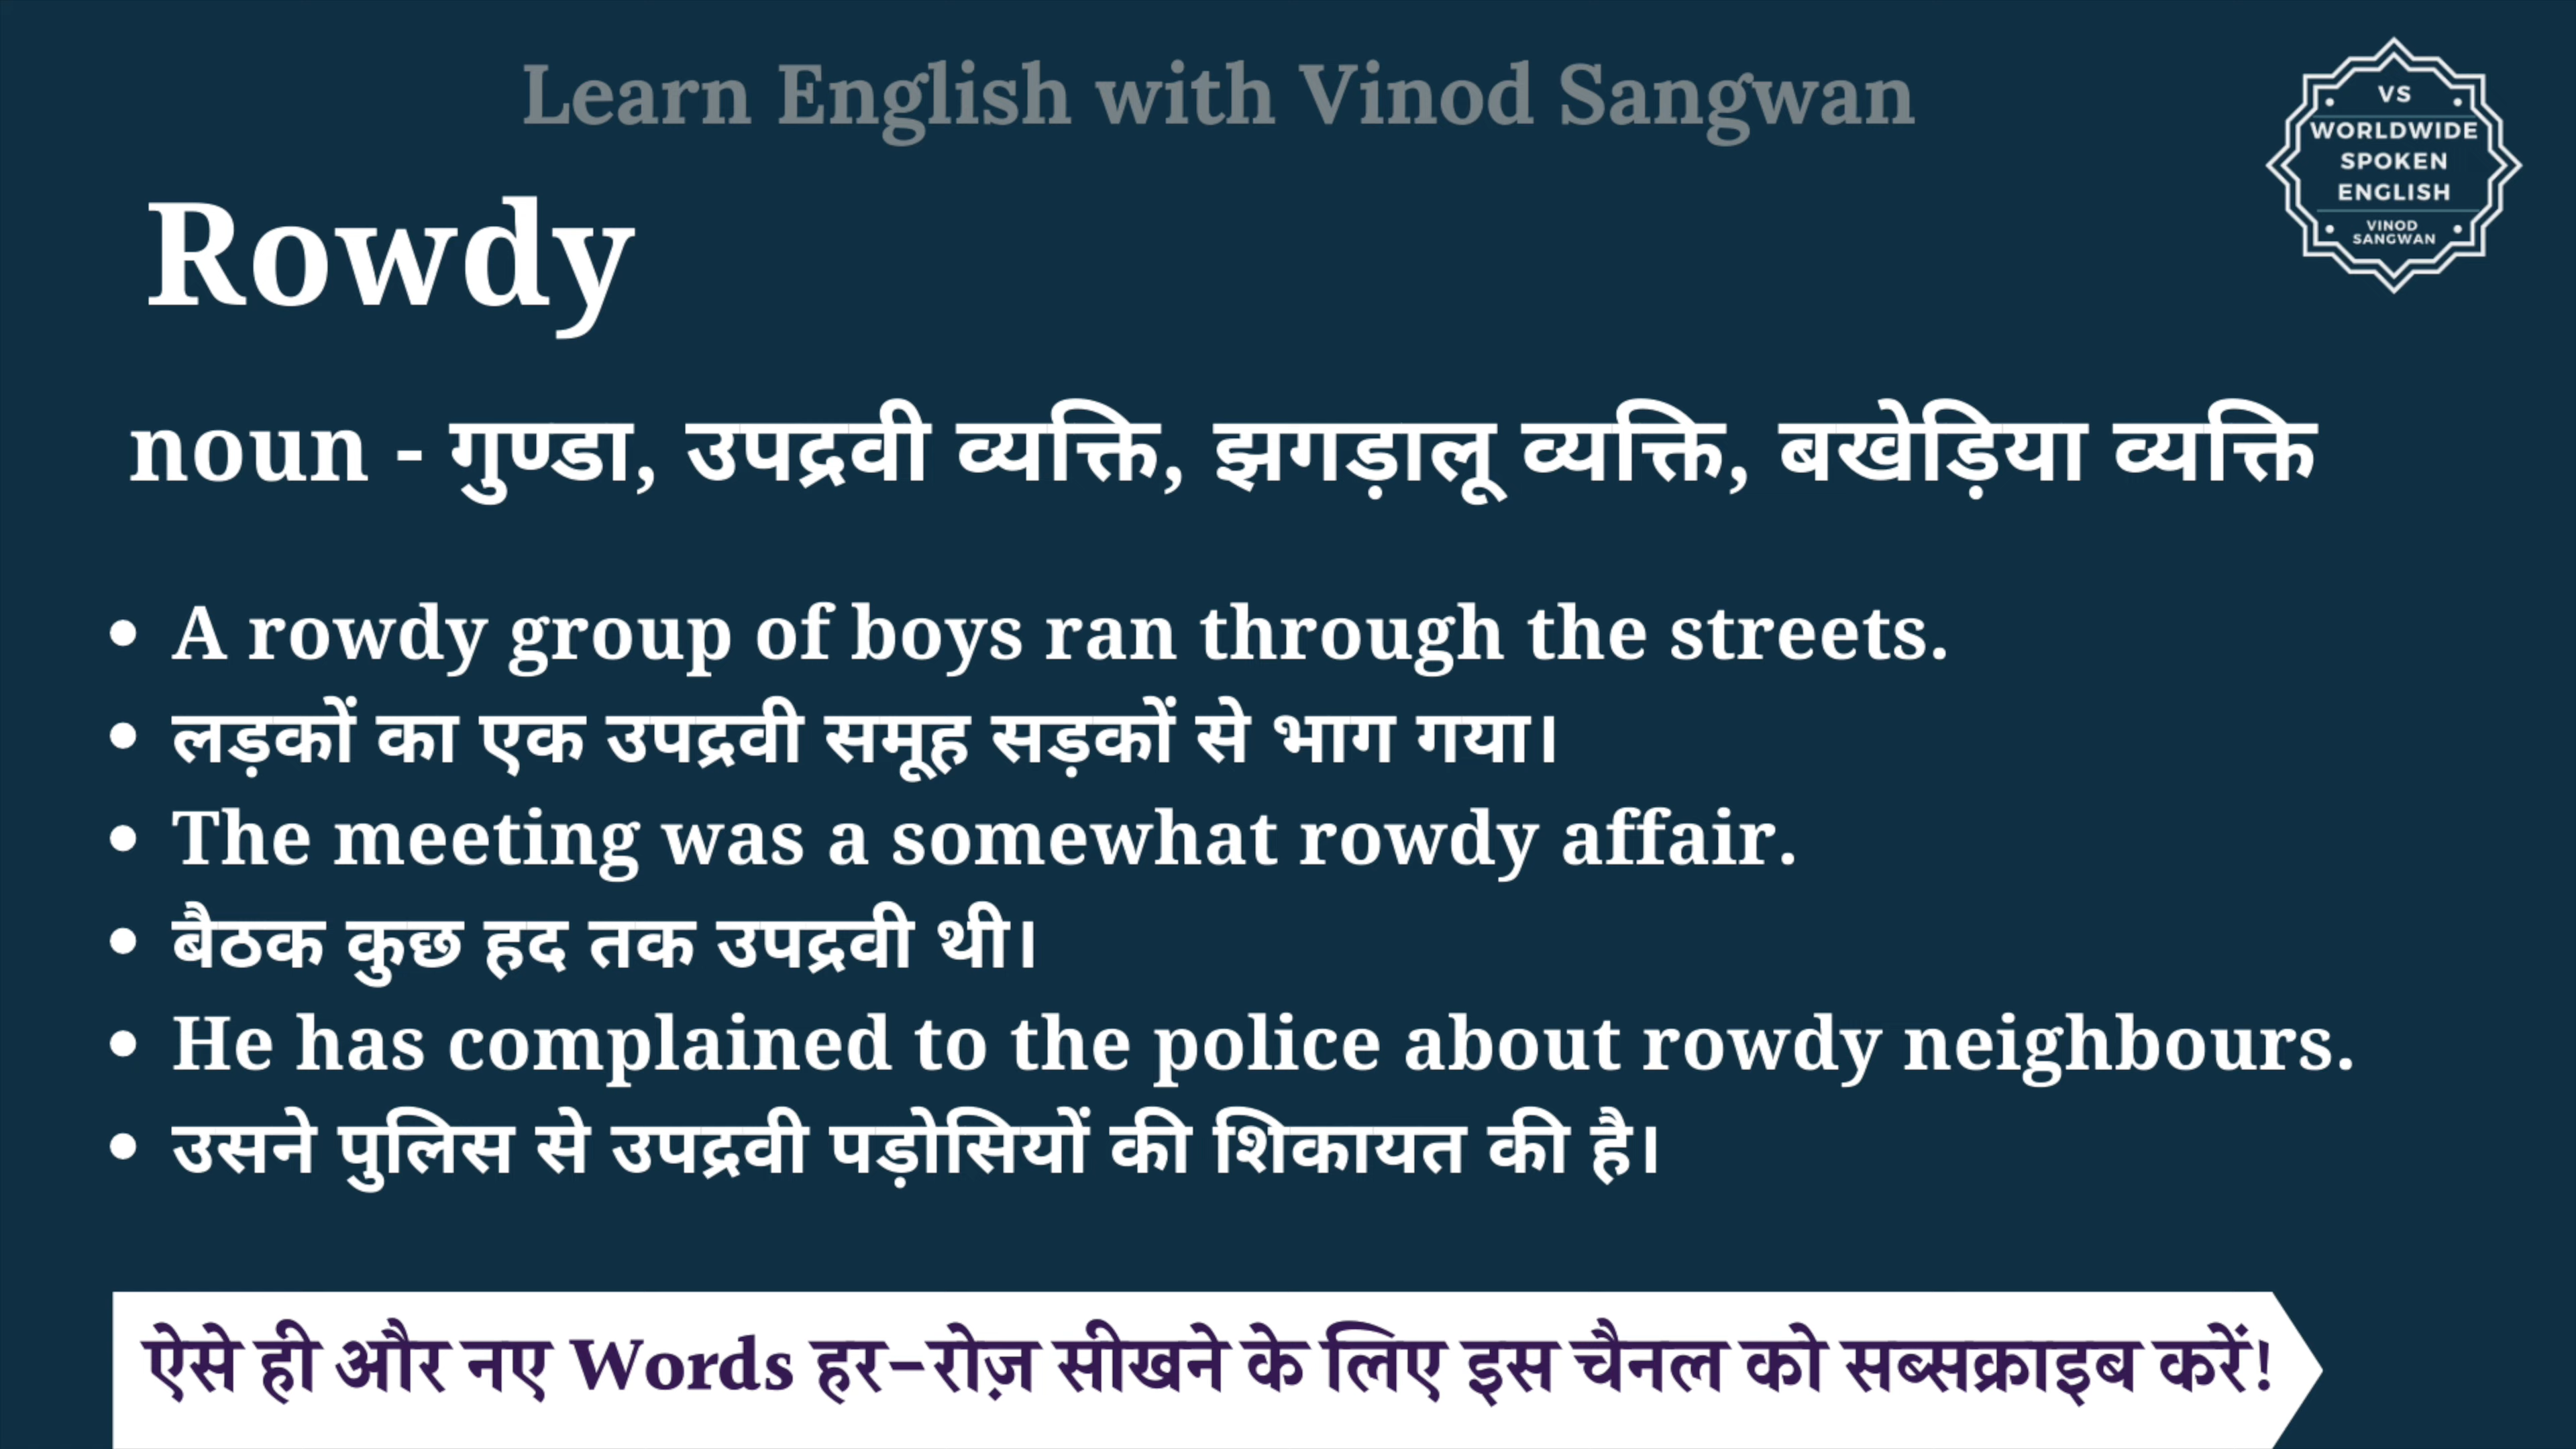 Learn English with Vinod Sangwan
VS
WORLDWIDE
SPOKEN
ENGLISH
VINOD
SANGWAN
Rowdy
noun - गुण्डा, उपद्रवी व्यक्ति, झगड़ालू व्यक्ति, बखेड़िया व्यक्ति
• A rowdy group of boys ran through the streets.
• लड़कों का एक उपद्रवी समूह सड़कों से भाग गया।
• The meeting was a somewhat rowdy affair.
• बैठक कुछ हद तक उपद्रवी थी।
• He has complained to the police about rowdy neighbours.
• उसने पुलिस से उपद्रवी पड़ोसियों की शिकायत की है।
ऐसे ही और नए Words हर-रोज़ सीखने के लिए इस चैनल को सब्सक्राइब करें!